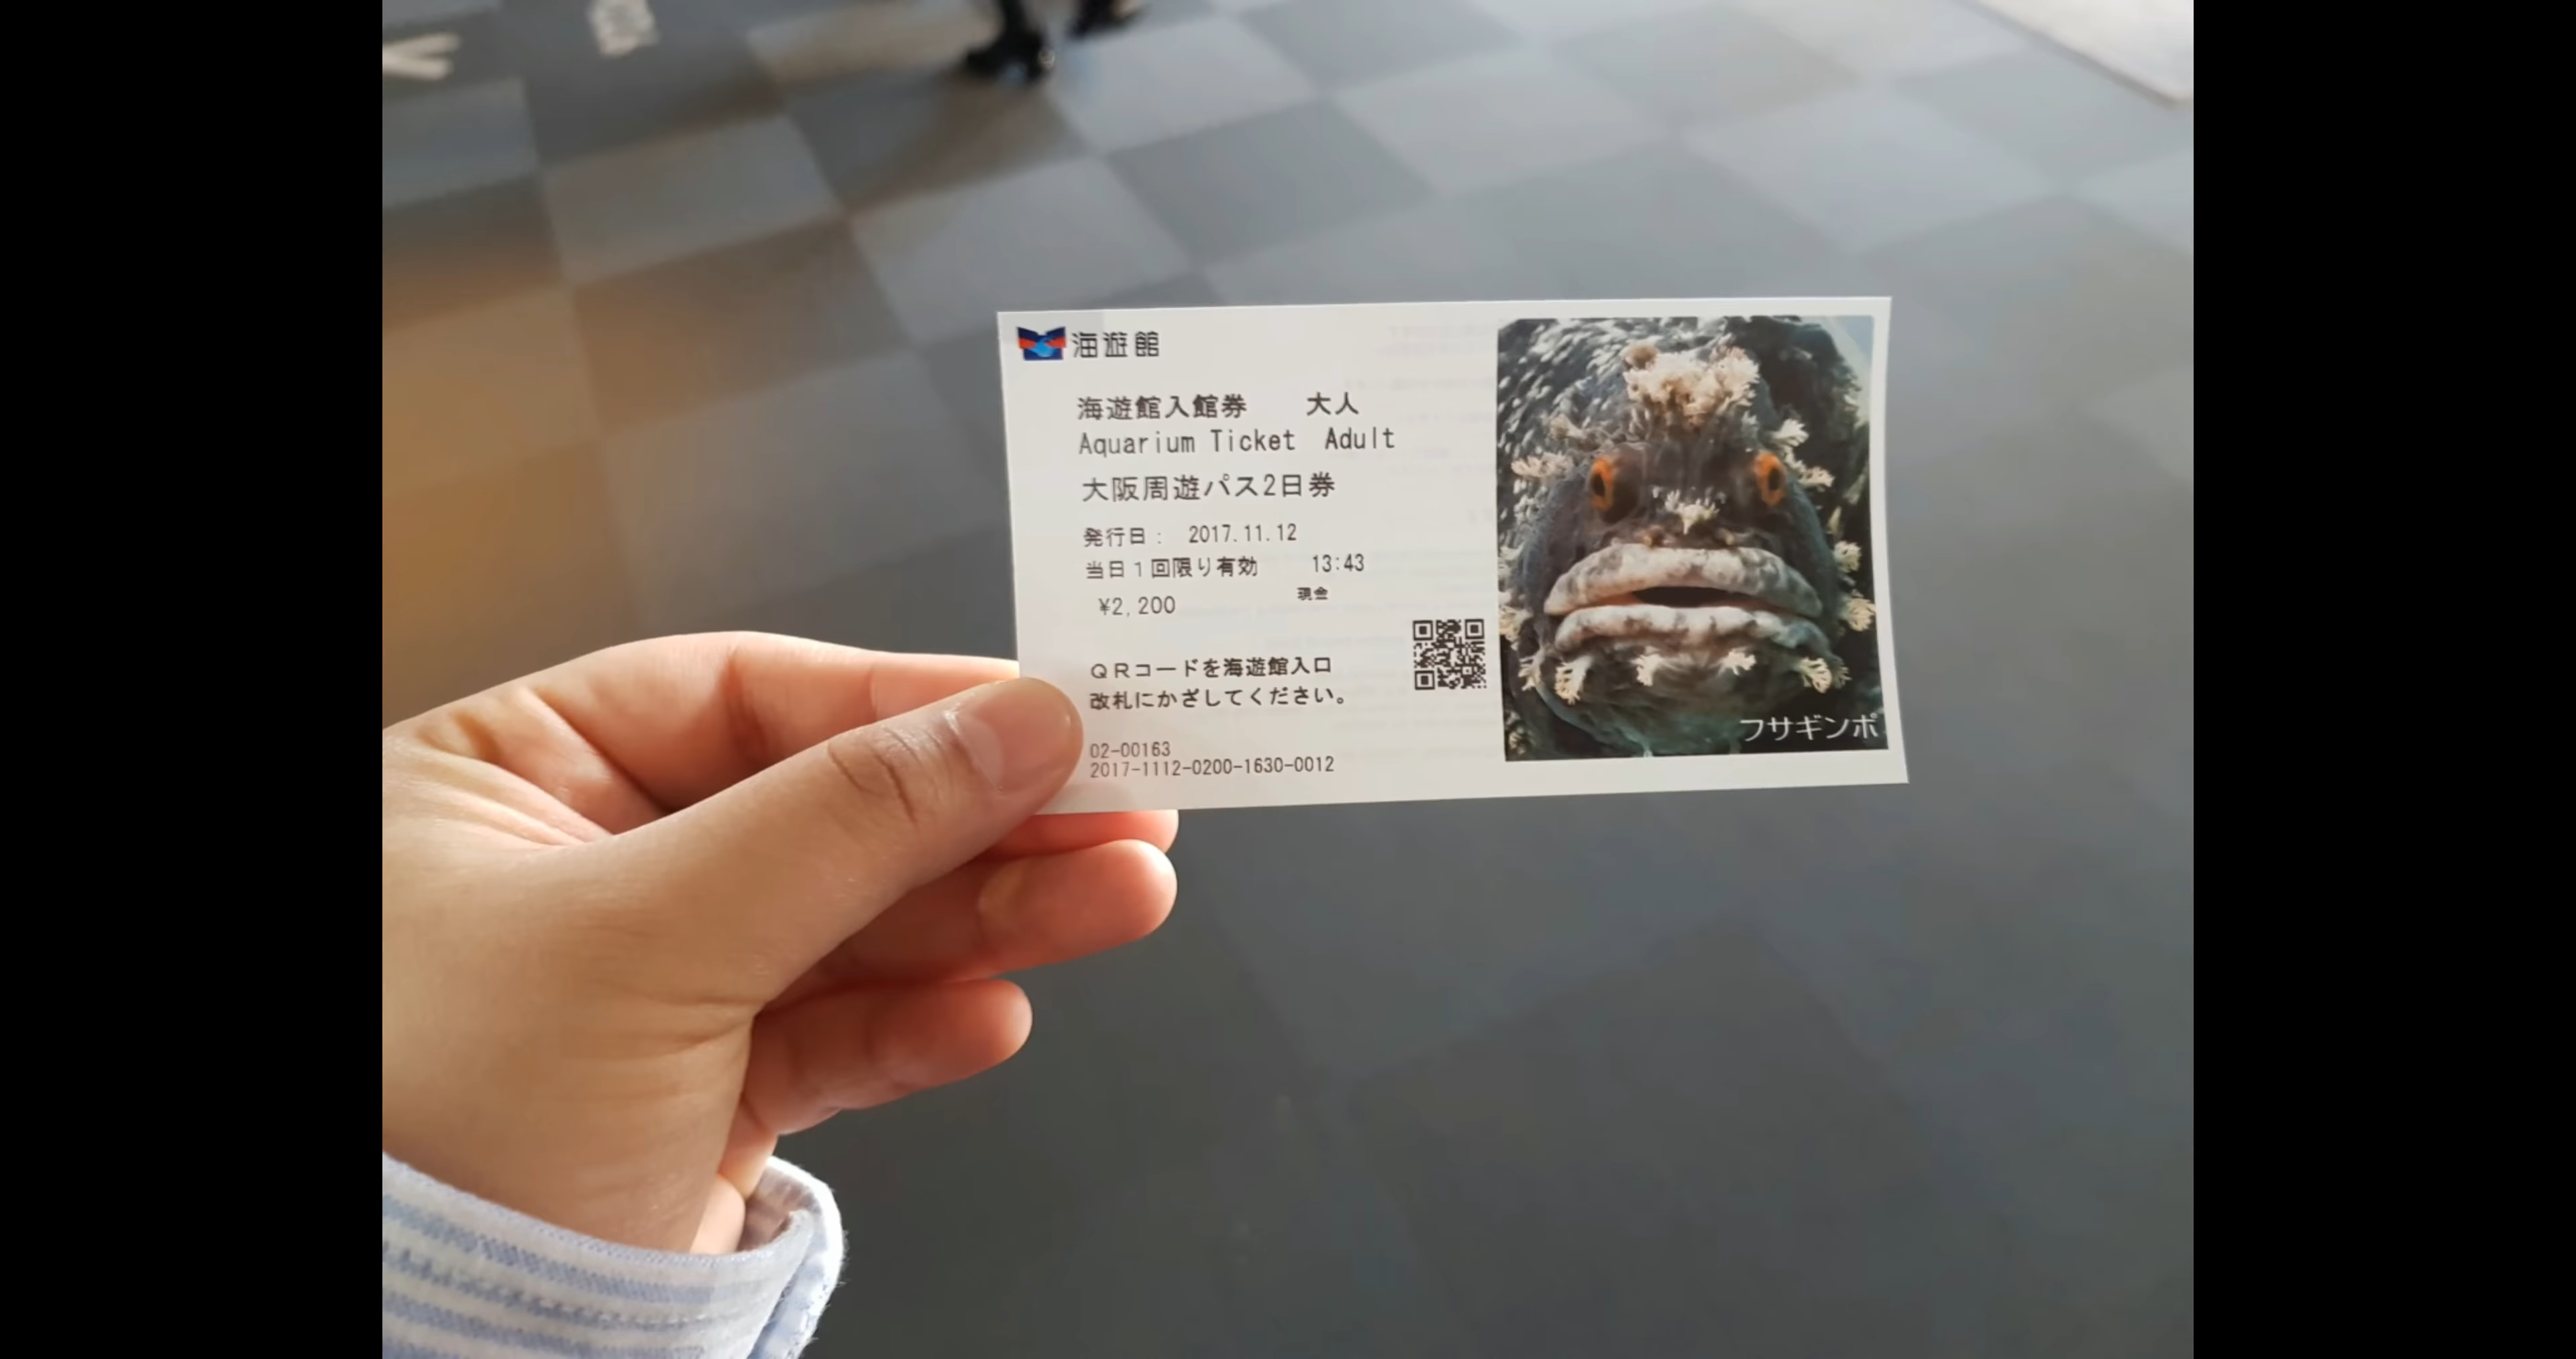 海遊館
海遊館入館券　　大人
Aquarium Ticket　Adult
大阪周遊パス2日券
発行日：　2017.11.12
当日１回限り有効　　13:43
¥2,200　　現金
ＱＲコードを海遊館入口
改札にかざしてください。
02-00163
2017-1112-0200-1630-0012
フサギンポ